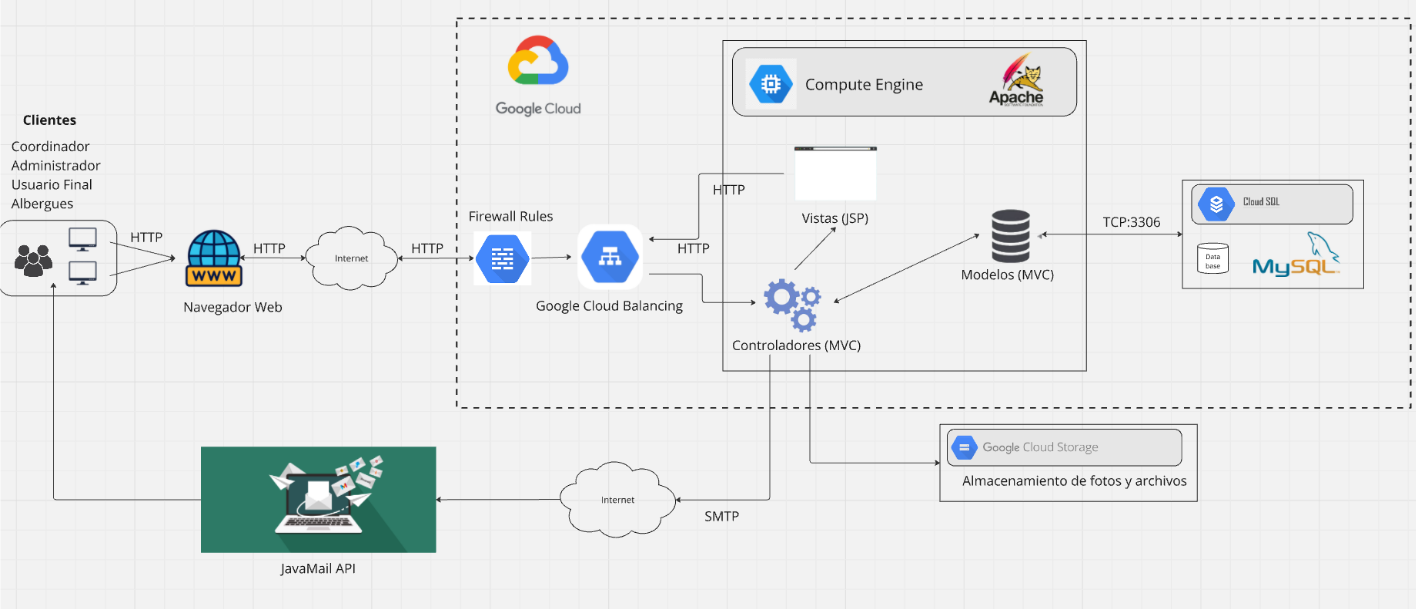 Google Cloud
Compute Engine
Apache
Clientes
Coordinador
Administrador
Usuario Final
Albergues
HTTP
WWW
Navegador Web
HTTP
Internet
HTTP
Firewall Rules
Google Cloud Balancing
HTTP
HTTP
Vistas (JSP)
Controladores (MVC)
Modelos (MVC)
TCP:3306
Cloud SQL
Data
base
MySQL
Google Cloud Storage
Almacenamiento de fotos y archivos
Internet
SMTP
JavaMail API